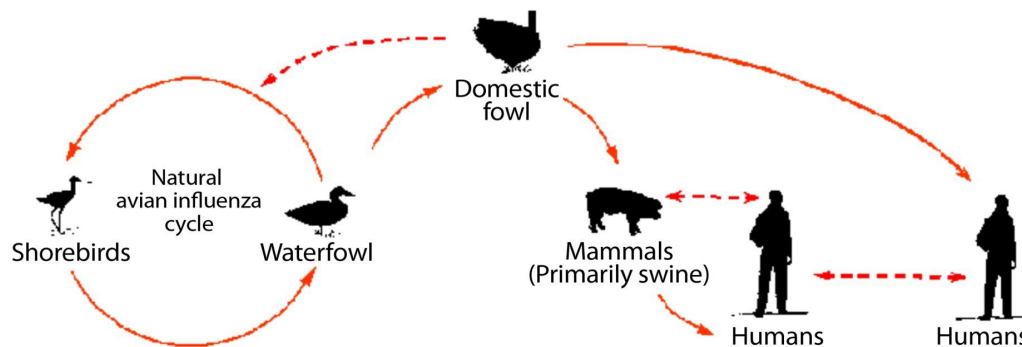 Domestic
fowl
Natural
avian influenza
cycle
Shorebirds
Waterfowl
Mammals
(Primarily swine)
Humans
Humans